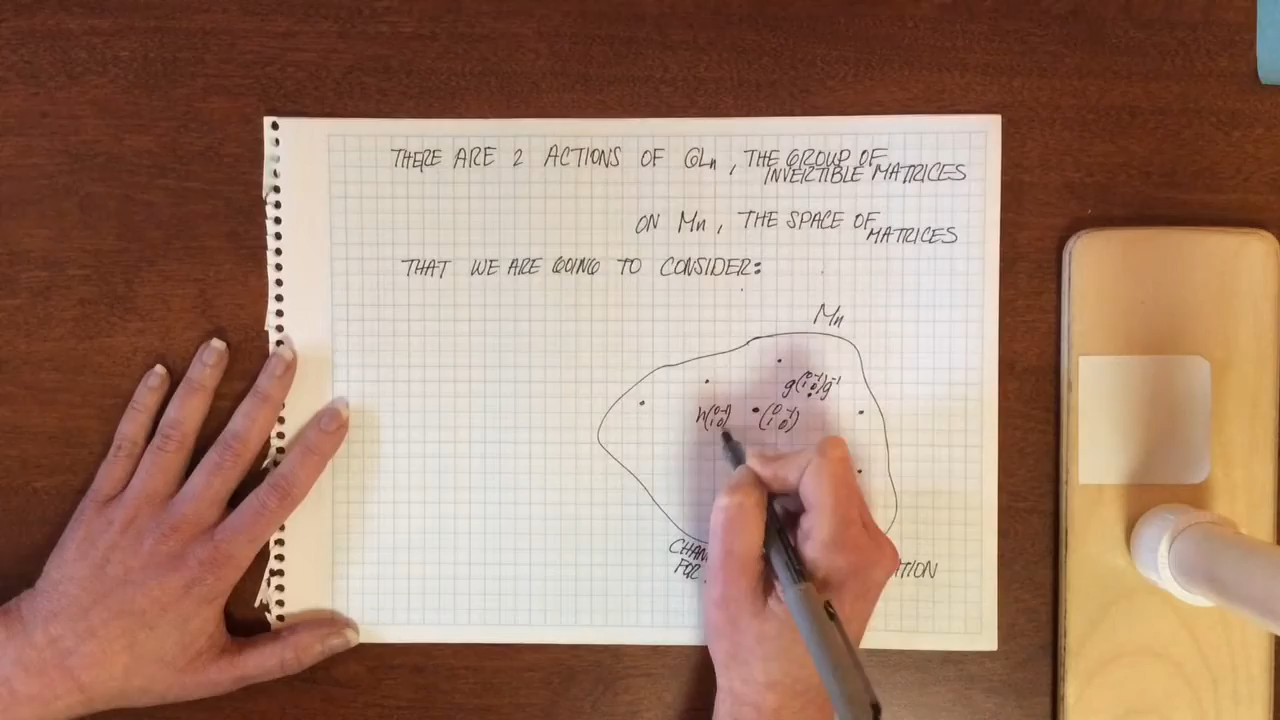 THERE ARE 2 ACTIONS OF GLn, THE GROUP OF
INVERTIBLE MATRICES
ON Mn, THE SPACE OF
MATRICES
THAT WE ARE GOING TO CONSIDER:
Mn
g(0 -1 1 0)g⁻¹
h(0 -1 1 0) (0 -1 1 0)
FOR